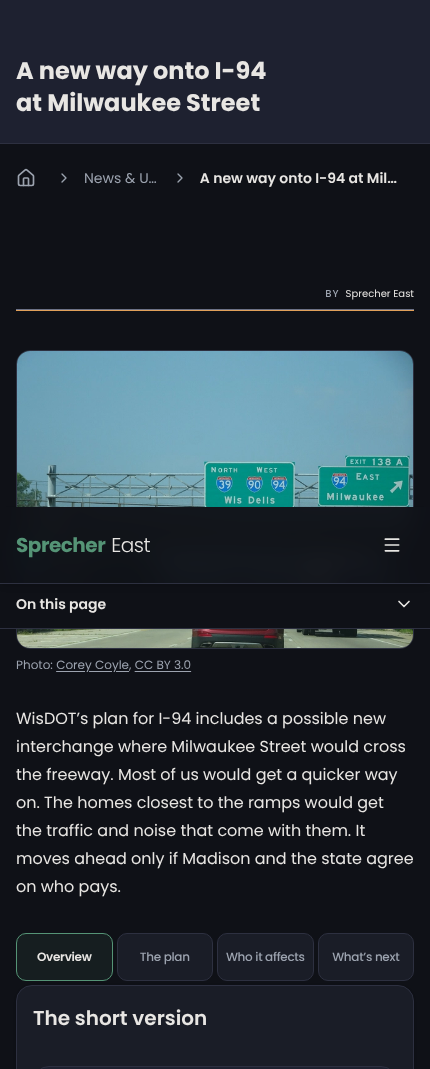 A new way onto I-94
at Milwaukee Street
News & U... A new way onto I-94 at Mil...
BY Sprecher East
NORTH WEST
39 90 94
Wis Dells
EXIT 138 A
94 EAST
Milwaukee
Sprecher East
On this page
Photo: Corey Coyle, CC BY 3.0
WisDOT’s plan for I-94 includes a possible new
interchange where Milwaukee Street would cross
the freeway. Most of us would get a quicker way
on. The homes closest to the ramps would get
the traffic and noise that come with them. It
moves ahead only if Madison and the state agree
on who pays.
Overview The plan Who it affects What’s next
The short version